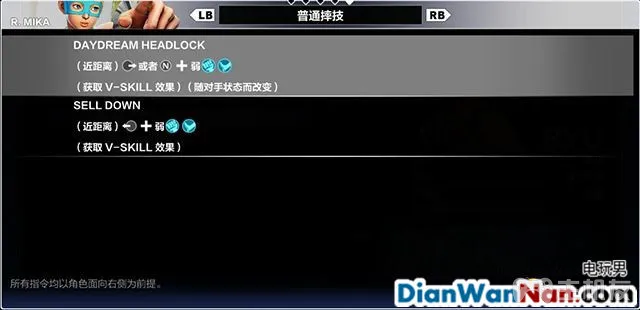 R. MIKA
LB
普通摔技
RB
DAYDREAM HEADLOCK
(近距离) 或者 N + 弱
(获取 V-SKILL 效果) (随对手状态而改变)
SELL DOWN
(近距离) + 弱
(获取 V-SKILL 效果)
所有指令均以角色面向右侧为前提。
电玩男
DianWanNan.com